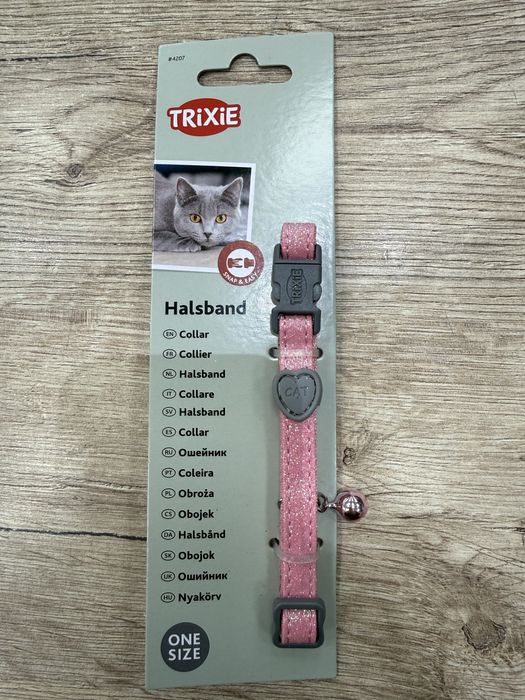 #4207
TRiXiE
SNAP & EASY
TRIXIE
Halsband
EN Collar
FR Collier
NL Halsband
IT Collare
SV Halsband
ES Collar
RU Ошейник
PT Coleira
PL Obroża
CS Obojek
DA Halsbånd
SK Obojok
UK Ошийник
HU Nyakörv
CAT
ONE
SIZE